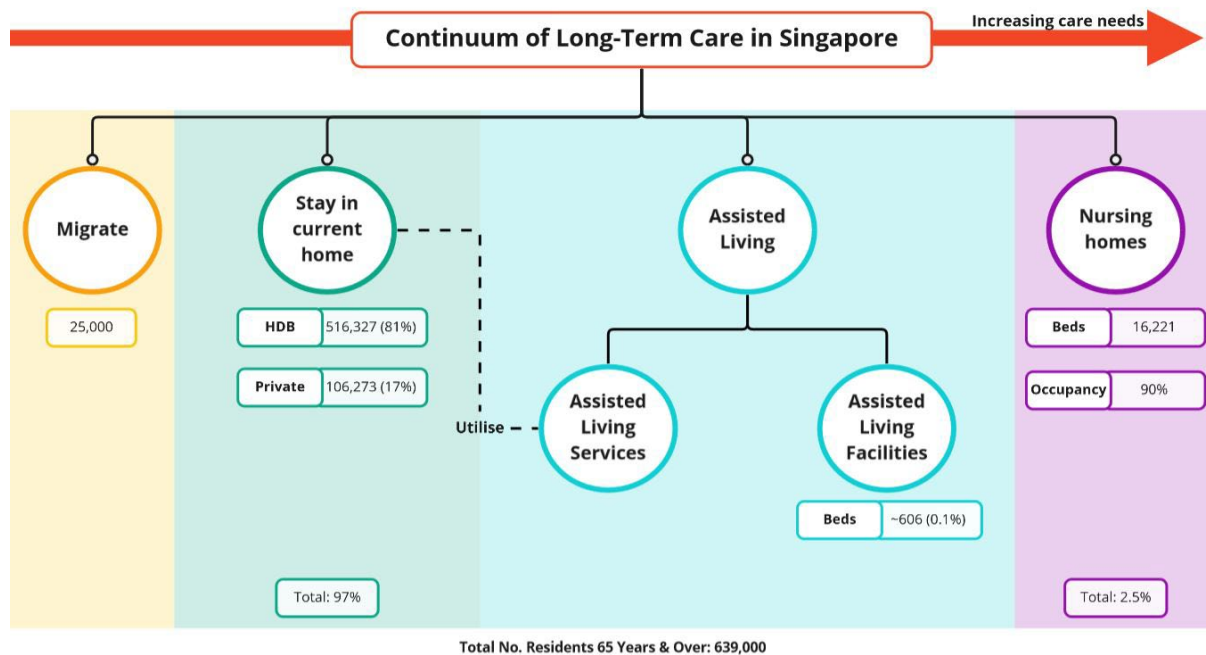 Increasing care needs
Continuum of Long-Term Care in Singapore
Migrate
25,000
Stay in
current
home
HDB 516,327 (81%)
Private 106,273 (17%)
Total: 97%
Utilise
Assisted
Living
Assisted
Living
Services
Assisted
Living
Facilities
Beds ~606 (0.1%)
Nursing
homes
Beds 16,221
Occupancy 90%
Total: 2.5%
Total No. Residents 65 Years & Over: 639,000